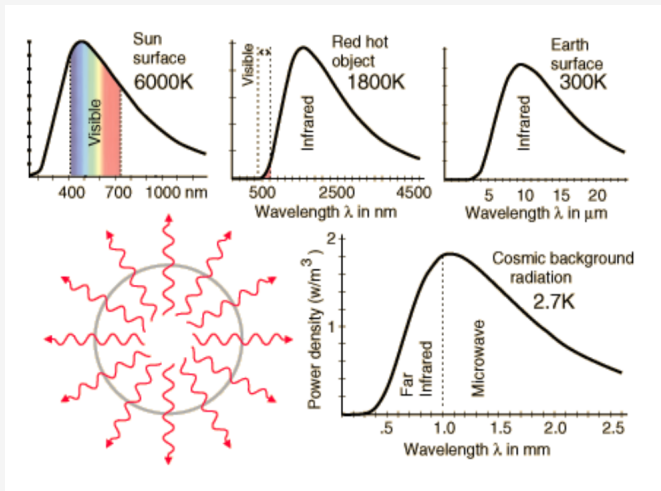 Sun
surface
6000K
Visible
400 700 1000 nm
Visible
Red hot
object
1800K
Infrared
500 2500 4500
Wavelength λ in nm
Earth
surface
300K
Infrared
5 10 15 20
Wavelength λ in μm
Power density (w/m³)
2
1
Cosmic background
radiation
2.7K
Far
Infrared
Microwave
.5 1.0 1.5 2.0 2.5
Wavelength λ in mm